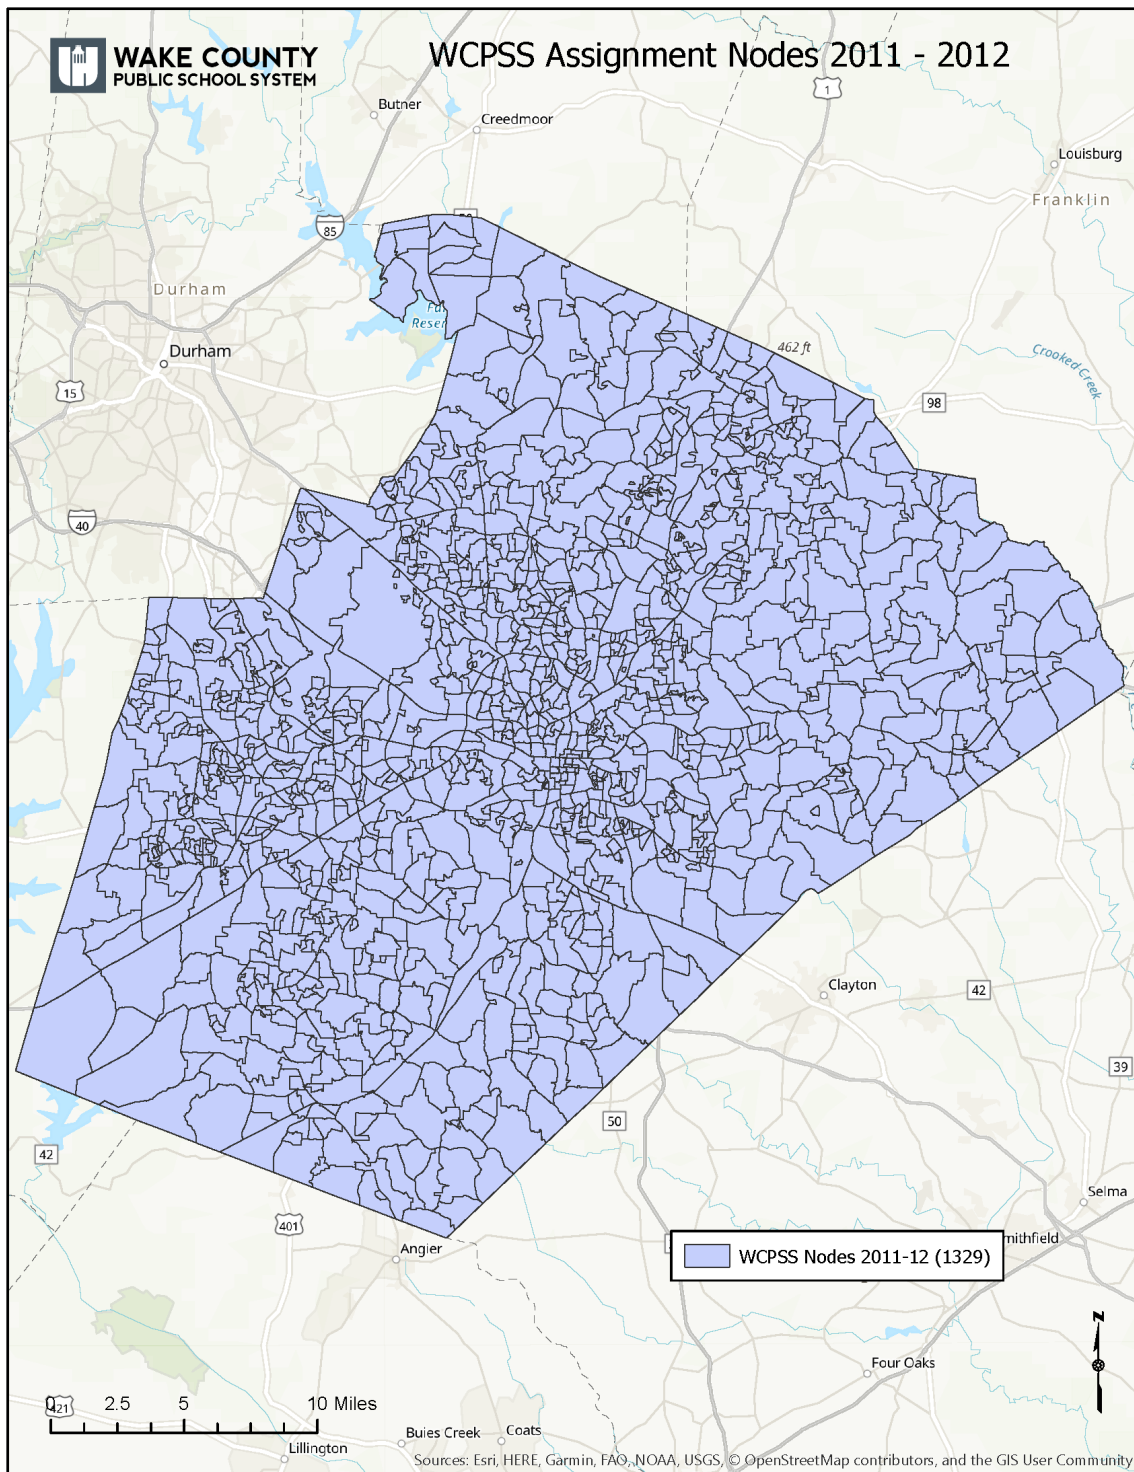 WAKE COUNTY
PUBLIC SCHOOL SYSTEM
WCPSS Assignment Nodes 2011 - 2012
1
Butner
Creedmoor
Louisburg
Franklin
85
Durham
Durham
462 ft
Crooked Creek
15
98
40
Clayton
42
39
50
42
Selma
401
Angier
mithfield
WCPSS Nodes 2011-12 (1329)
N
Four Oaks
0 2.5 5 10 Miles
421
Buies Creek
Coats
Lillington
Sources: Esri, HERE, Garmin, FAO, NOAA, USGS, © OpenStreetMap contributors, and the GIS User Community